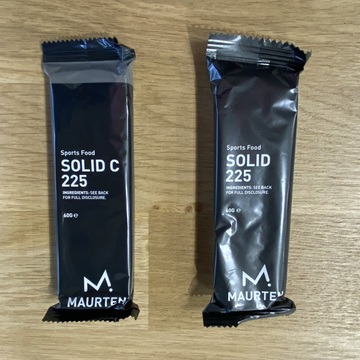 Sports Food
SOLID C
225
INGREDIENTS: SEE BACK
FOR FULL DISCLOSURE.
60G ℮
MAURTEN
Sports Food
SOLID
225
INGREDIENTS: SEE BACK
FOR FULL DISCLOSURE.
60G ℮
MAURTEN